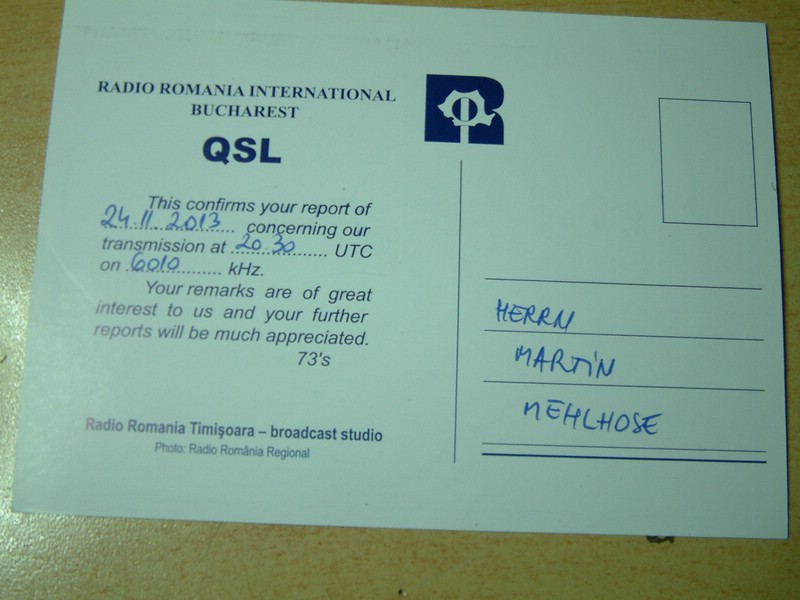 RADIO ROMANIA INTERNATIONAL
BUCHAREST
QSL
This confirms your report of
24.11.2013 concerning our
transmission at 20.30 UTC
on 6010 kHz.
Your remarks are of great
interest to us and your further
reports will be much appreciated.
73's
Radio Romania Timişoara – broadcast studio
Photo: Radio România Regional
HERRN
MARTIN
MEHLHOSE